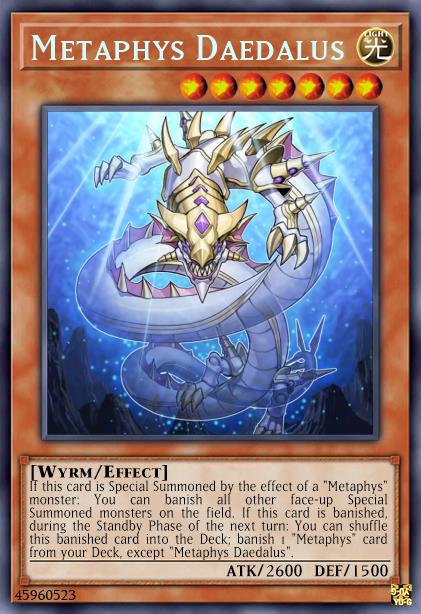 METAPHYS DAEDALUS
LIGHT
光
[WYRM/EFFECT]
If this card is Special Summoned by the effect of a "Metaphys"
monster: You can banish all other face-up Special
Summoned monsters on the field. If this card is banished,
during the Standby Phase of the next turn: You can shuffle
this banished card into the Deck; banish 1 "Metaphys" card
from your Deck, except "Metaphys Daedalus".
ATK/2600 DEF/1500
45960523